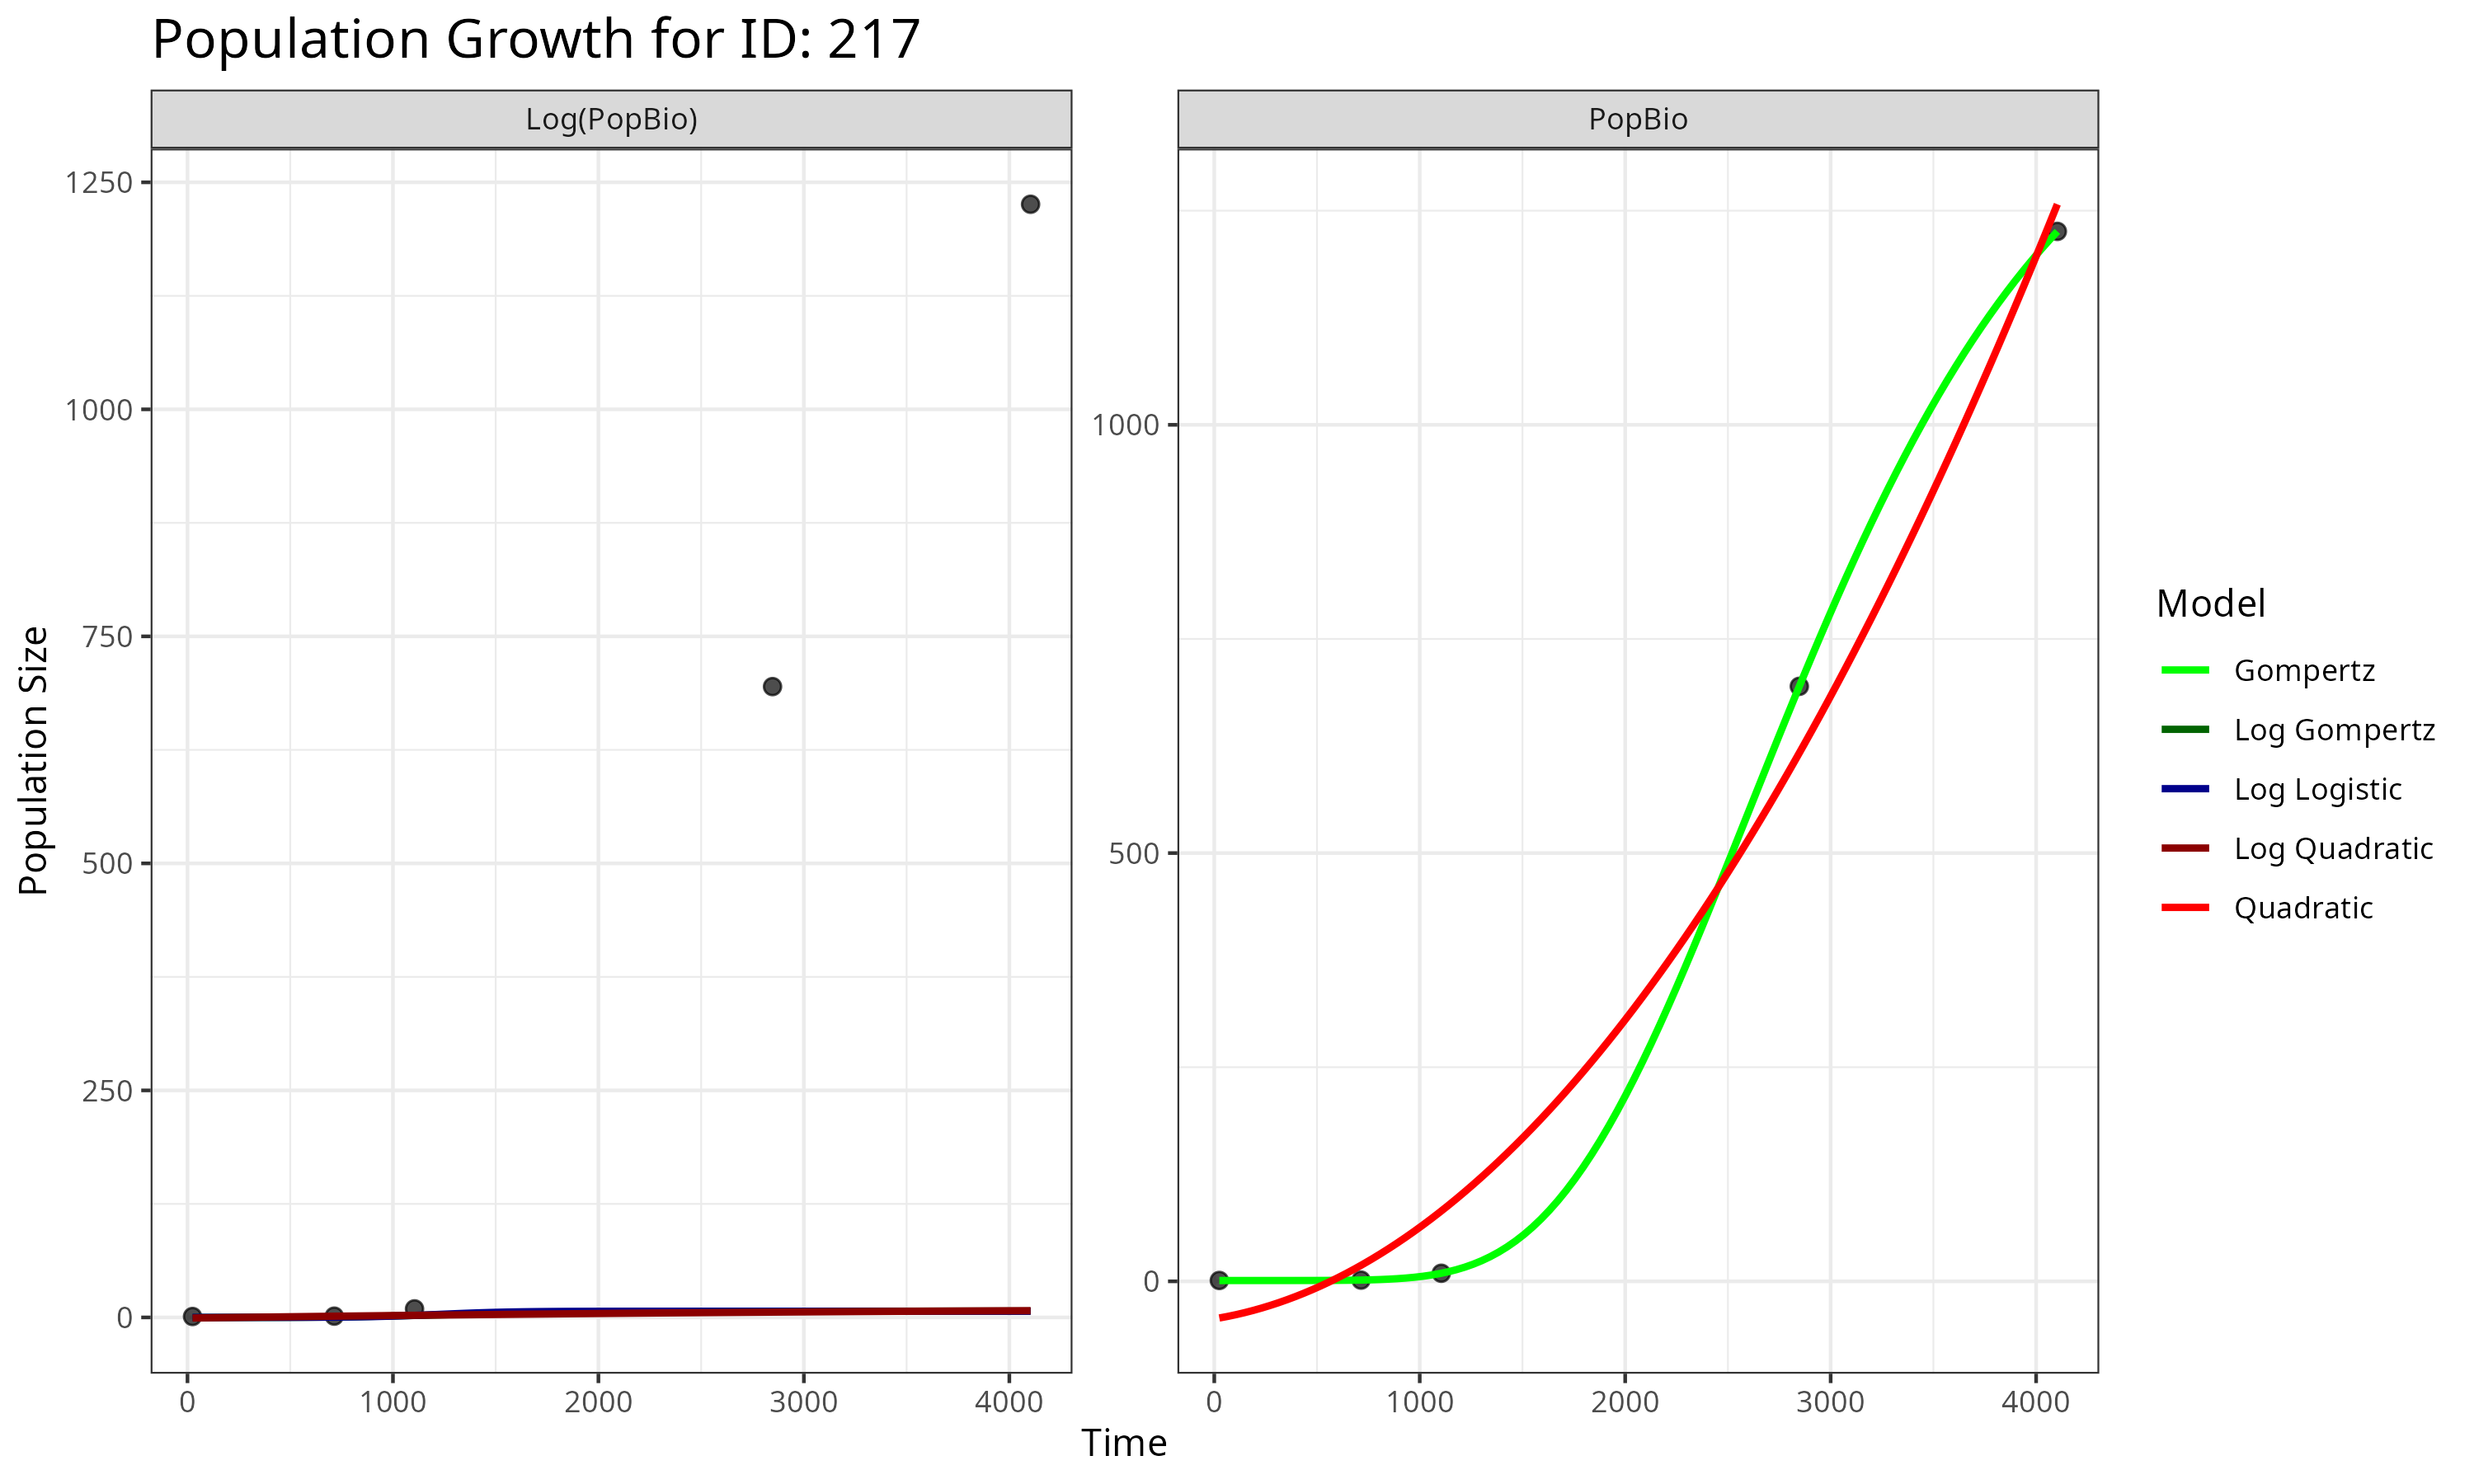 Population Growth for ID: 217
Log(PopBio)
PopBio
Population Size
1250
1000
750
500
250
0
1000
500
0
0 1000 2000 3000 4000
0 1000 2000 3000 4000
Time
Model
Gompertz
Log Gompertz
Log Logistic
Log Quadratic
Quadratic